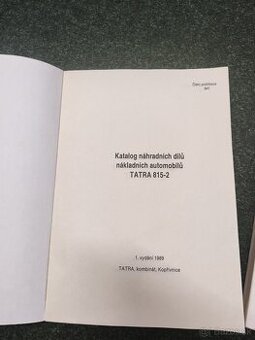 Katalog náhradních dílů
nákladních automobilů
TATRA 815-2
1. vydání 1989
TATRA, kombinát, Kopřivnice